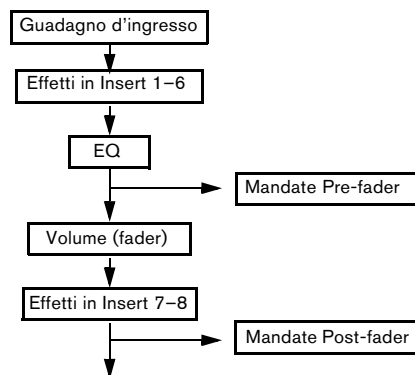 Guadagno d'ingresso
Effetti in Insert 1–6
EQ
Mandate Pre-fader
Volume (fader)
Effetti in Insert 7–8
Mandate Post-fader